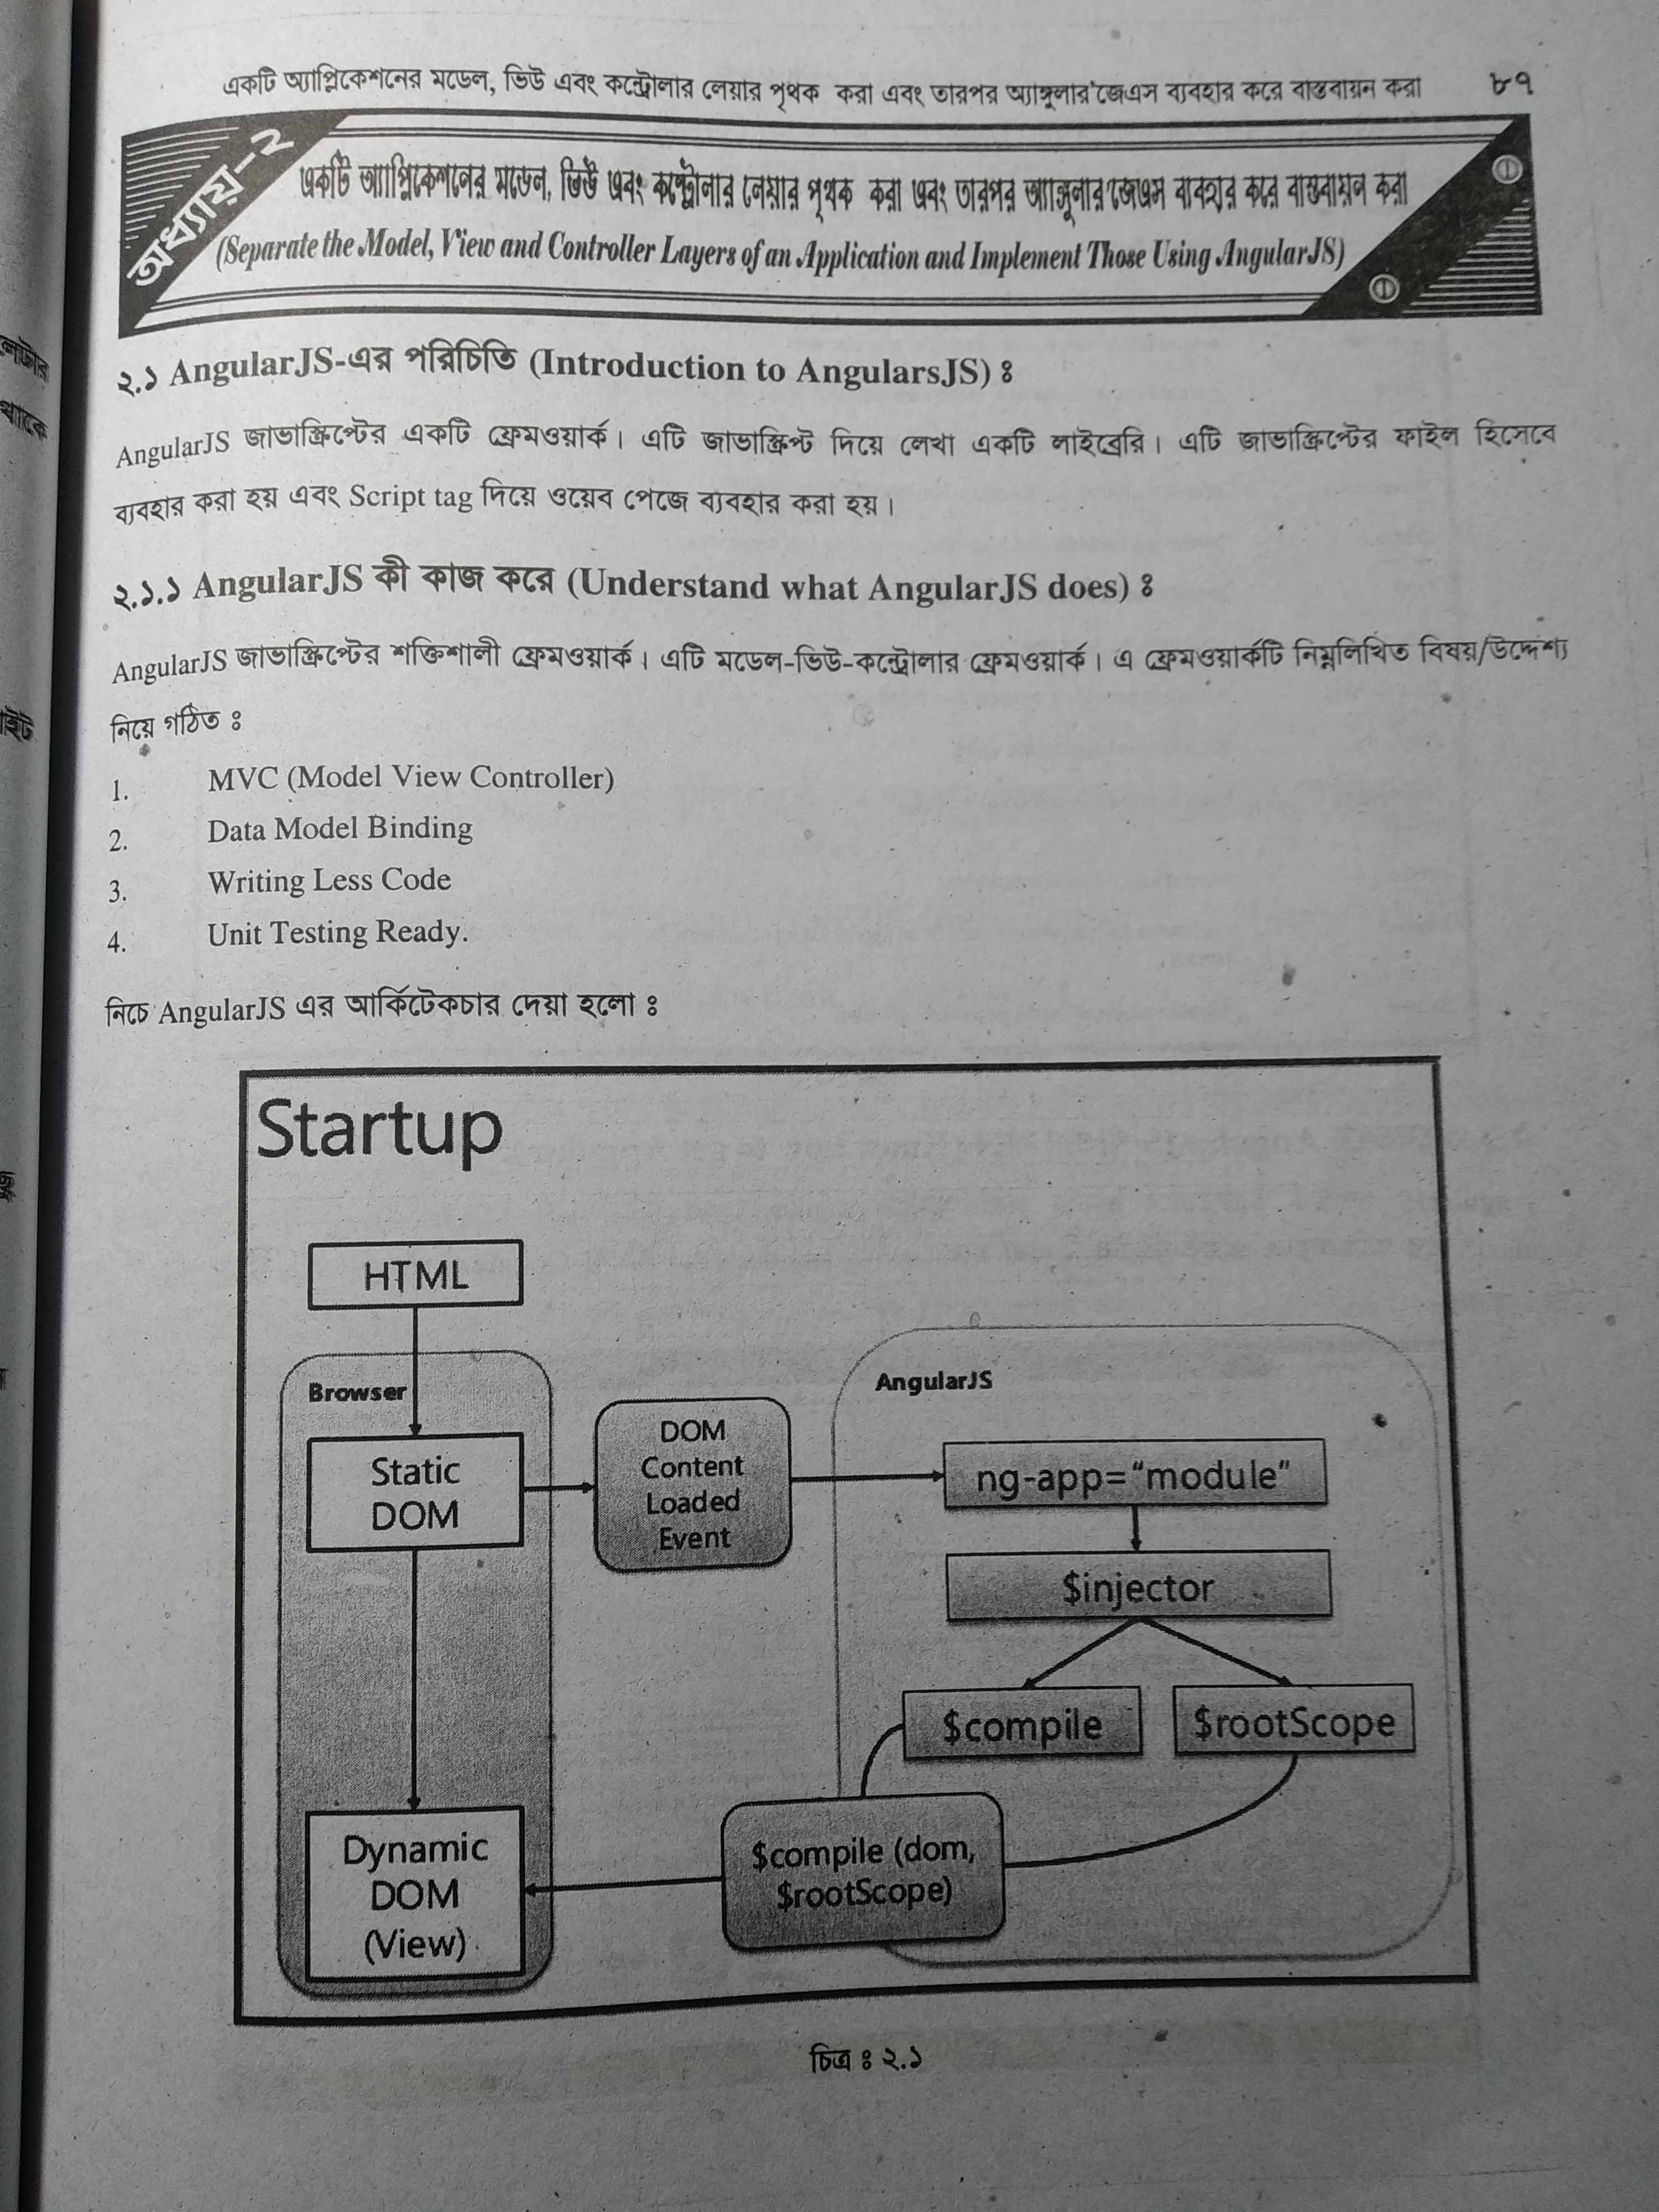 একটি অ্যাপ্লিকেশনের মডেল, ভিউ এবং কন্ট্রোলার লেয়ার পৃথক করা এবং তারপর অ্যাঙ্গুলার জেএস ব্যবহার করে বাস্তবায়ন করা ৮৭
অধ্যায়-২
একটি অ্যাপ্লিকেশনের মডেল, ভিউ এবং কন্ট্রোলার লেয়ার পৃথক করা এবং তারপর অ্যাঙ্গুলার জেএস ব্যবহার করে বাস্তবায়ন করা
(Separate the Model, View and Controller Layers of an Application and Implement Those Using AngularJS)
২.১ AngularJS-এর পরিচিতি (Introduction to AngularsJS) ঃ
AngularJS জাভাস্ক্রিপ্টের একটি ফ্রেমওয়ার্ক। এটি জাভাস্ক্রিপ্ট দিয়ে লেখা একটি লাইব্রেরি। এটি জাভাস্ক্রিপ্টের ফাইল হিসেবে
ব্যবহার করা হয় এবং Script tag দিয়ে ওয়েব পেজে ব্যবহার করা হয়।
২.১.১ AngularJS কী কাজ করে (Understand what AngularJS does) ঃ
AngularJS জাভাস্ক্রিপ্টের শক্তিশালী ফ্রেমওয়ার্ক। এটি মডেল-ভিউ-কন্ট্রোলার ফ্রেমওয়ার্ক। এ ফ্রেমওয়ার্কটি নিম্নলিখিত বিষয়/উদ্দেশ্য
নিয়ে গঠিত ঃ
1. MVC (Model View Controller)
2. Data Model Binding
3. Writing Less Code
4. Unit Testing Ready.
নিচে AngularJS এর আর্কিটেকচার দেয়া হলো ঃ
Startup
HTML
Browser
Static
DOM
DOM
Content
Loaded
Event
AngularJS
ng-app="module"
$injector
$compile
$rootScope
$compile (dom,
$rootScope)
Dynamic
DOM
(View)
চিত্র ঃ ২.১